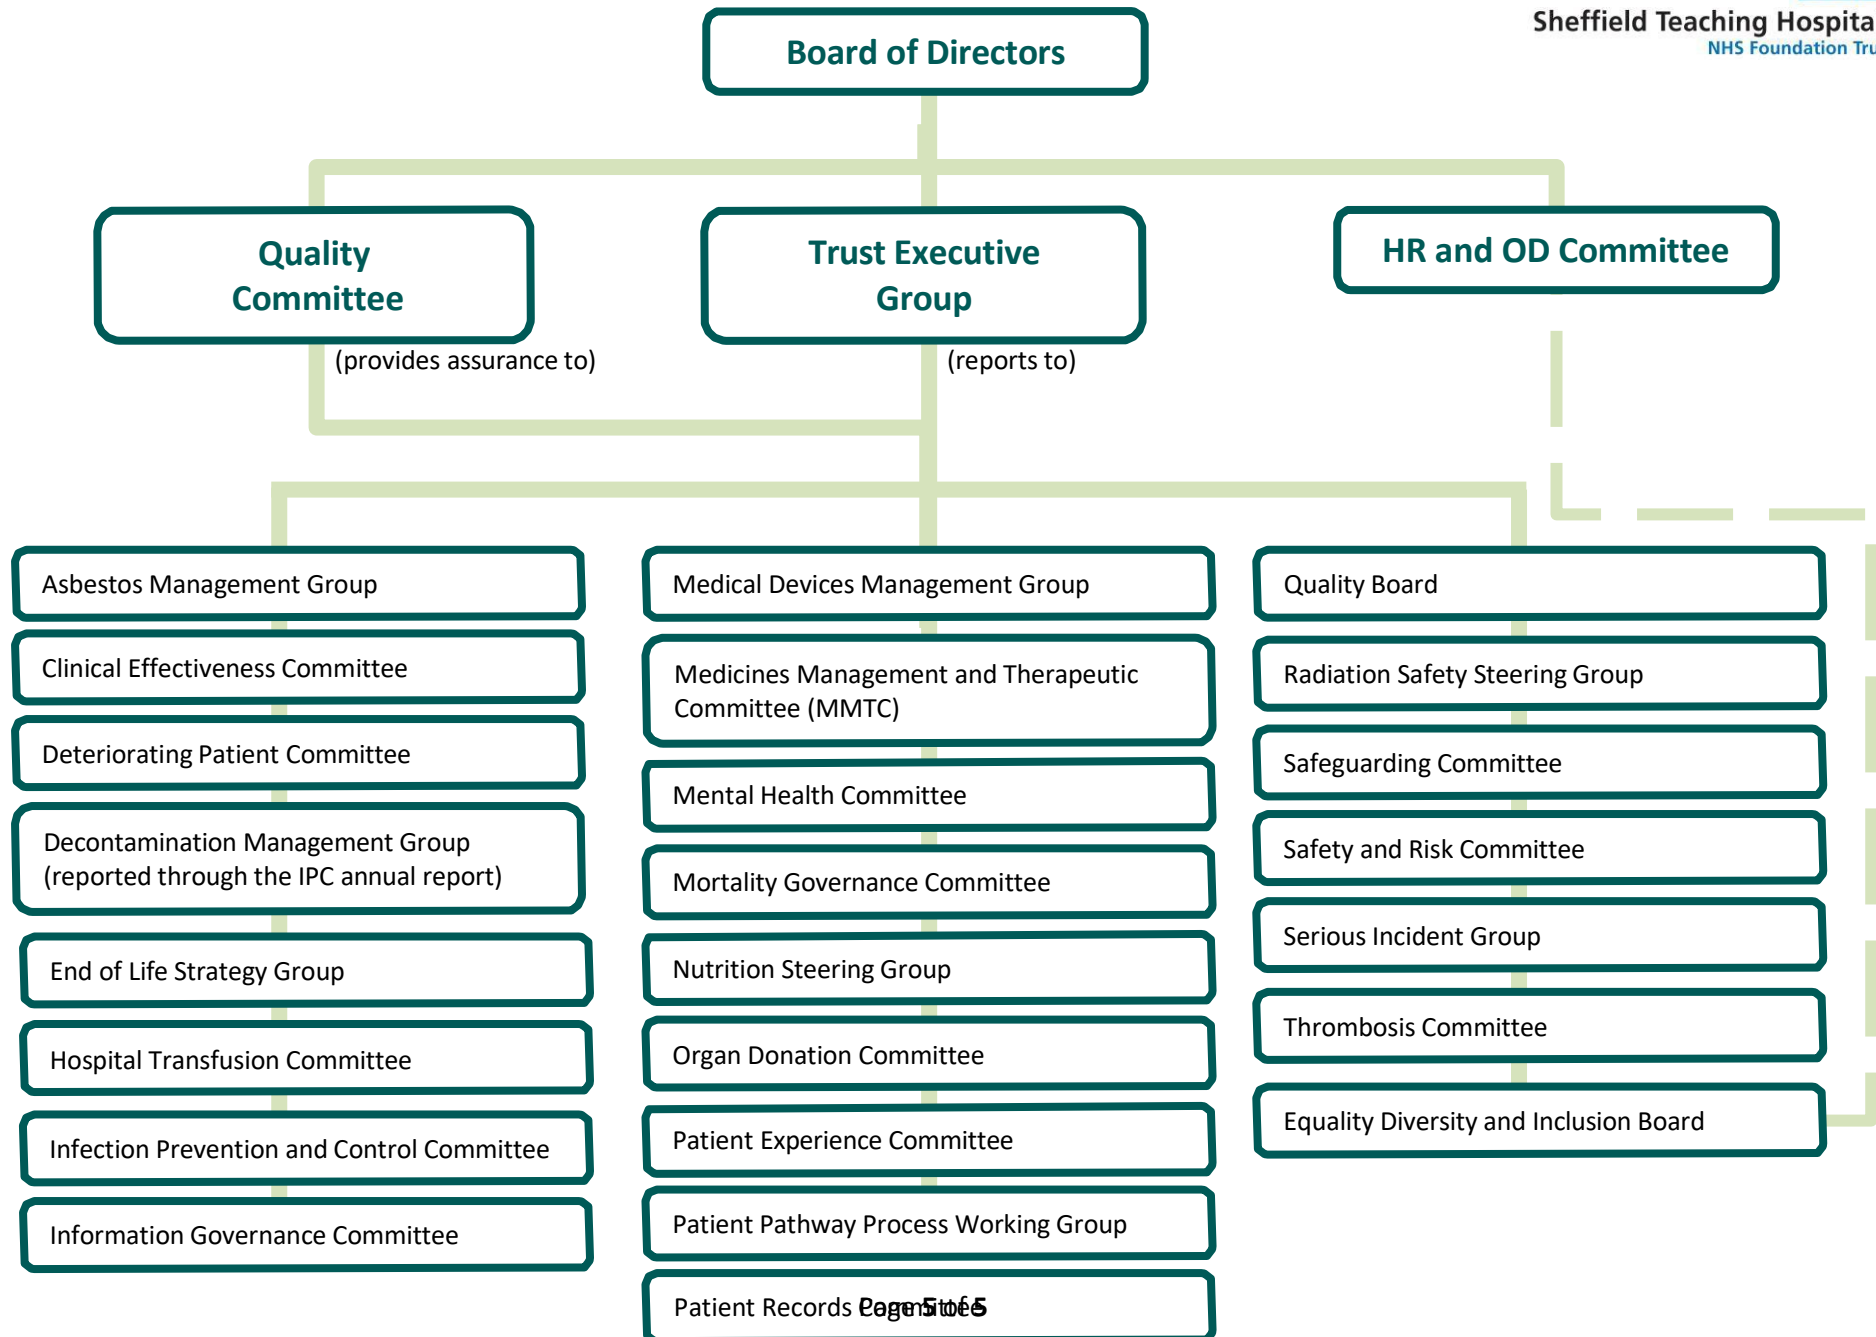 Sheffield Teaching Hospita
NHS Foundation Tru
Board of Directors
Quality
Committee
Trust Executive
Group
HR and OD Committee
(provides assurance to)
(reports to)
Asbestos Management Group
Clinical Effectiveness Committee
Deteriorating Patient Committee
Decontamination Management Group
(reported through the IPC annual report)
End of Life Strategy Group
Hospital Transfusion Committee
Infection Prevention and Control Committee
Information Governance Committee
Medical Devices Management Group
Medicines Management and Therapeutic
Committee (MMTC)
Mental Health Committee
Mortality Governance Committee
Nutrition Steering Group
Organ Donation Committee
Patient Experience Committee
Patient Pathway Process Working Group
Patient Records Committee
Page 5 of 5
Quality Board
Radiation Safety Steering Group
Safeguarding Committee
Safety and Risk Committee
Serious Incident Group
Thrombosis Committee
Equality Diversity and Inclusion Board